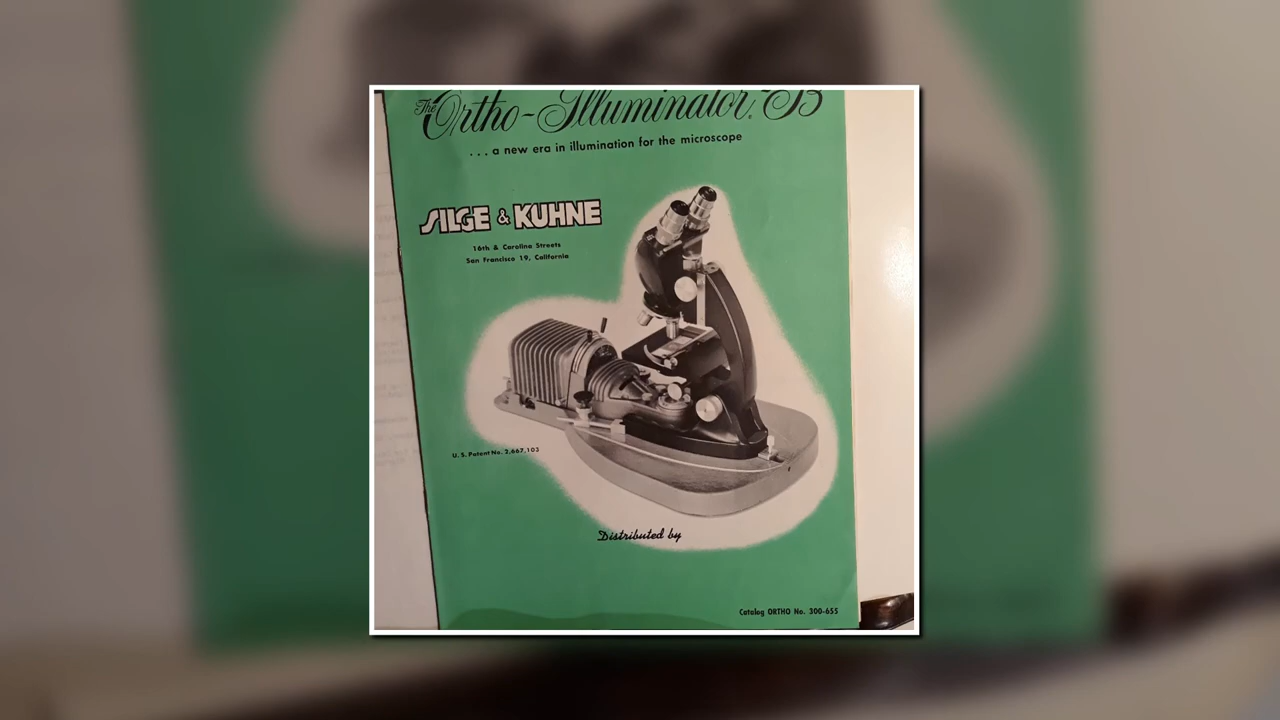 The Ortho-Illuminator. B
... a new era in illumination for the microscope
SILGE & KUHNE
16th & Carolina Streets
San Francisco 19, California
U. S. Patent No. 2,667,103
Distributed by
Catalog ORTHO No. 300-655